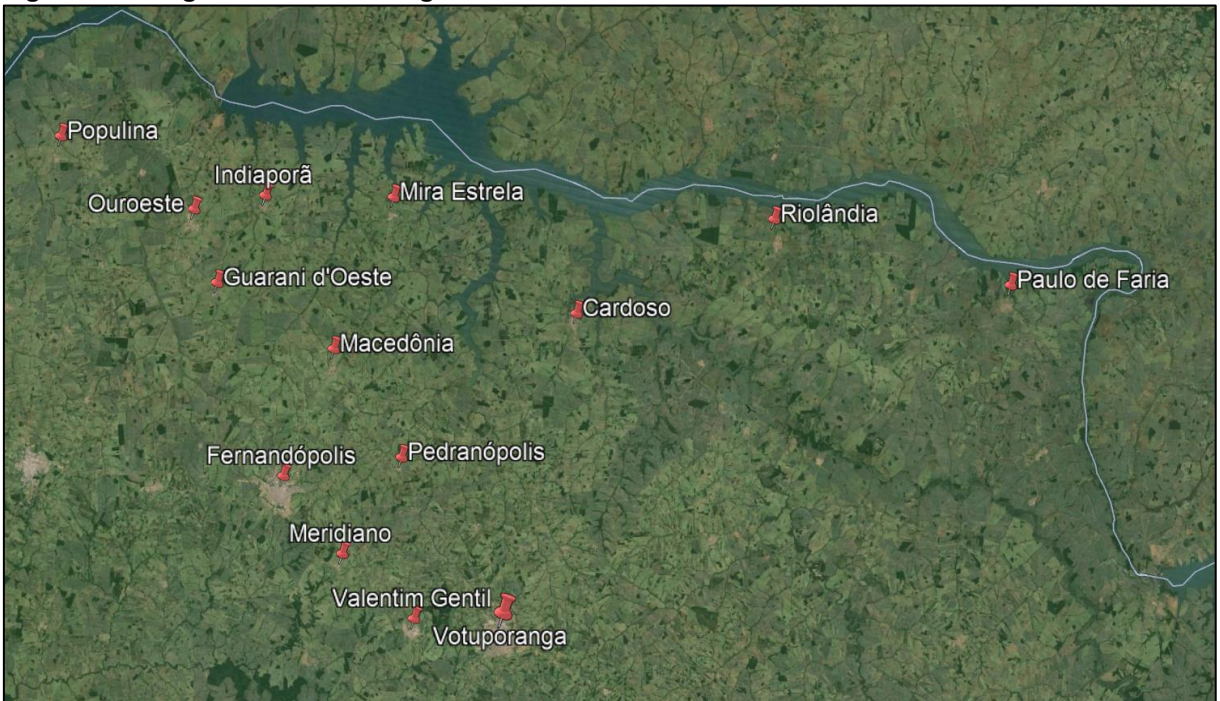 Populina
Indiaporã
Mira Estrela
Ouroeste
Riolândia
Guarani d'Oeste
Paulo de Faria
Cardoso
Macedônia
Fernandópolis
Pedranópolis
Meridiano
Valentim Gentil
Votuporanga